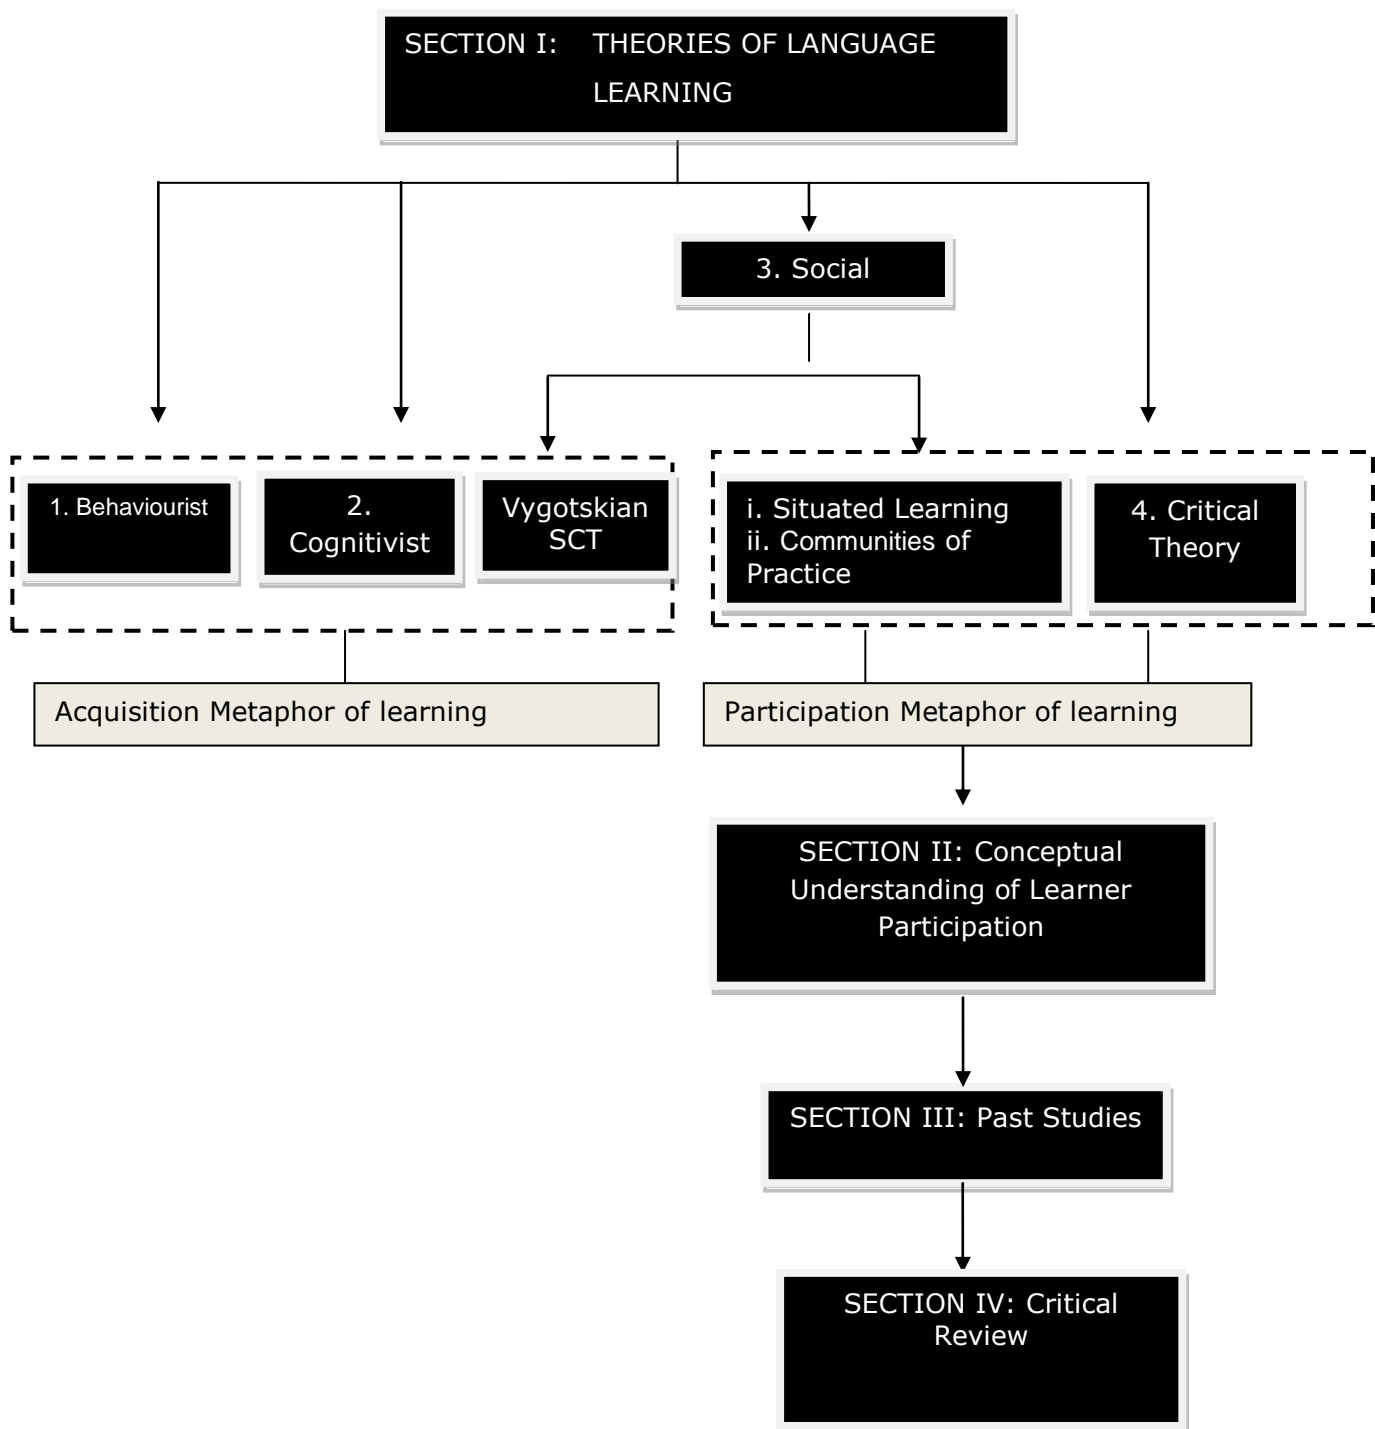 SECTION I: THEORIES OF LANGUAGE
LEARNING
3. Social
1. Behaviourist
2.
Cognitivist
Vygotskian
SCT
i. Situated Learning
ii. Communities of
Practice
4. Critical
Theory
Acquisition Metaphor of learning
Participation Metaphor of learning
SECTION II: Conceptual
Understanding of Learner
Participation
SECTION III: Past Studies
SECTION IV: Critical
Review